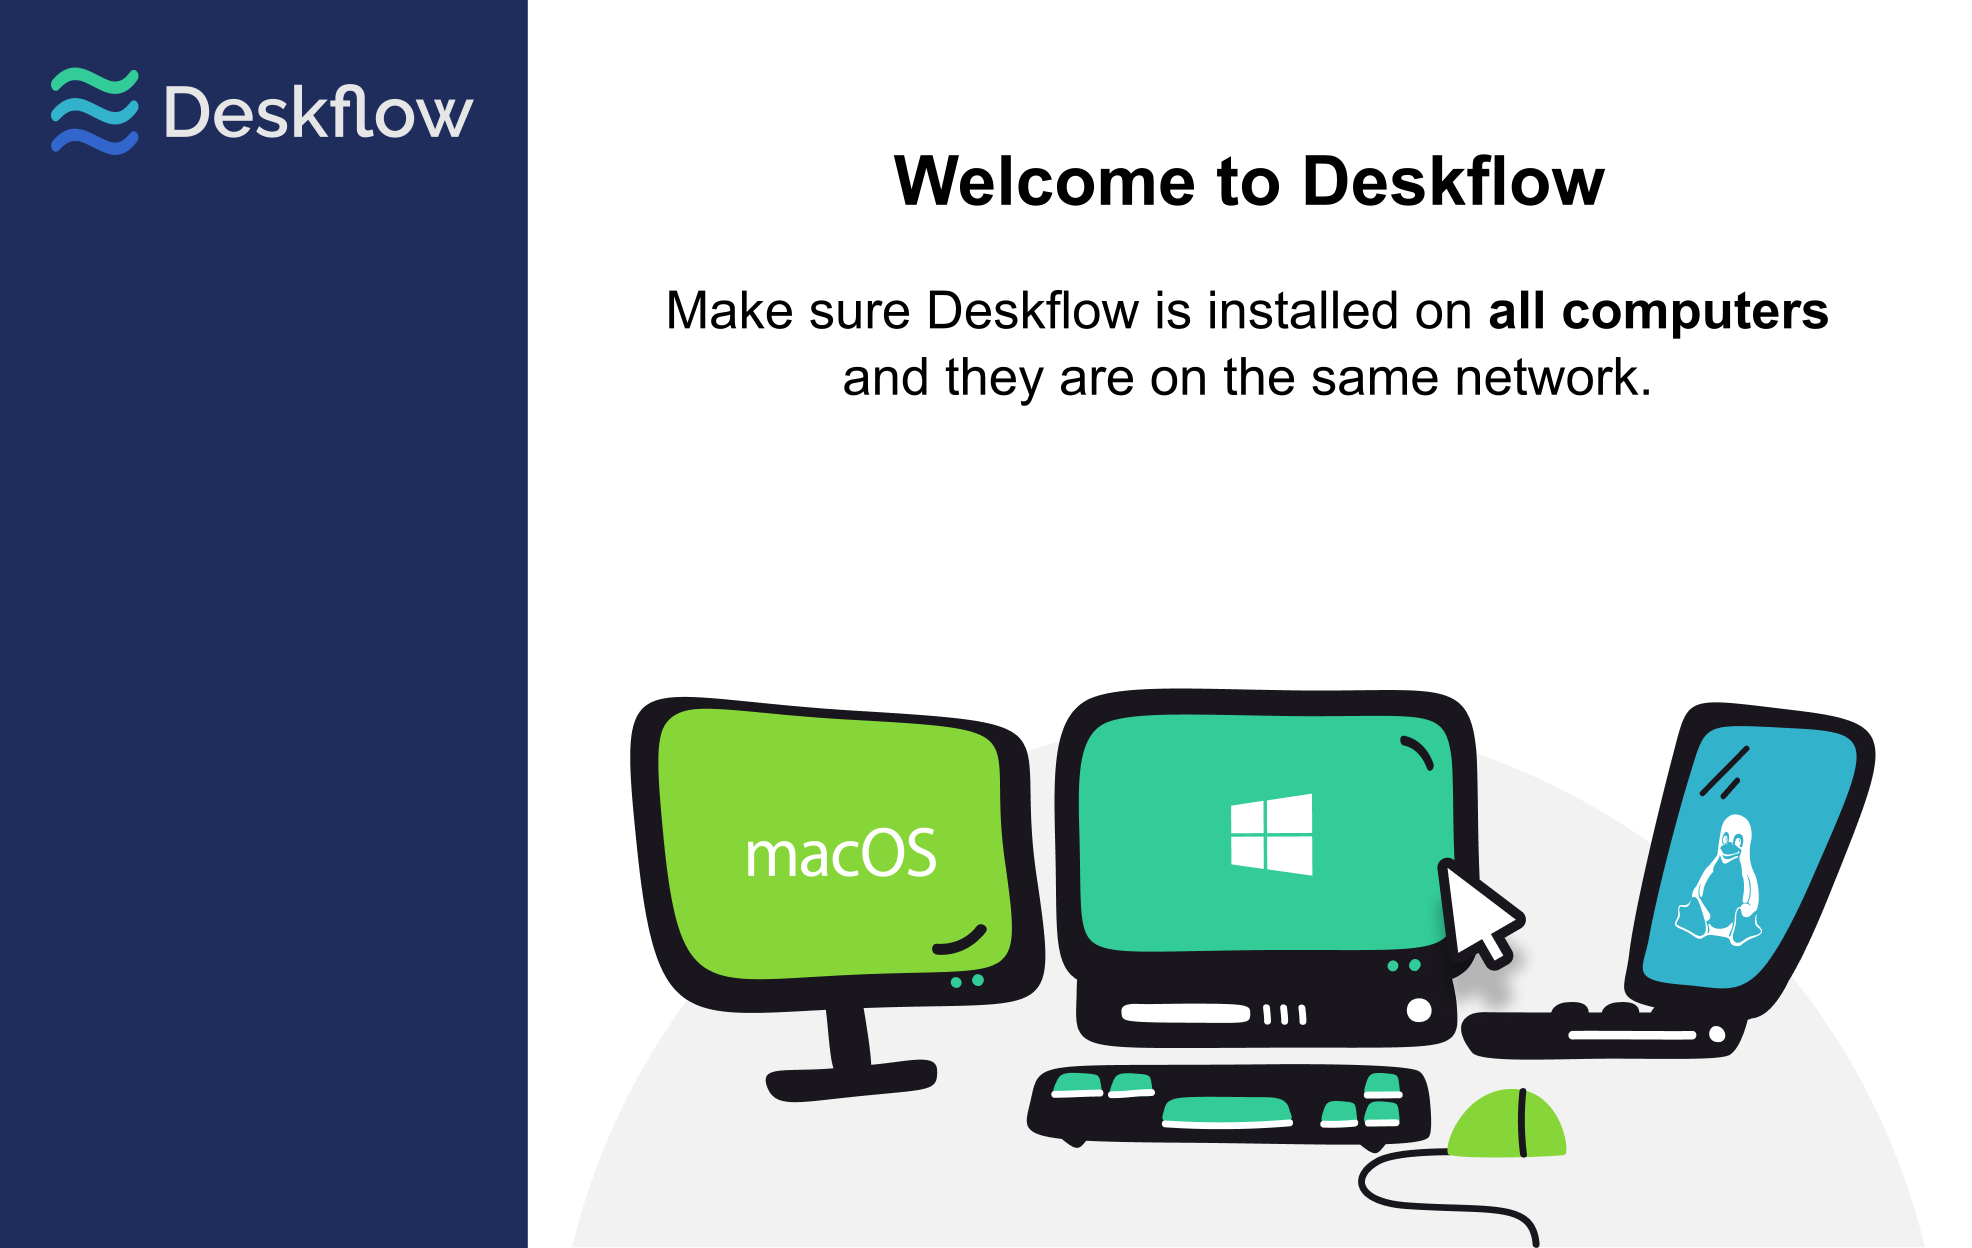 Deskflow
Welcome to Deskflow
Make sure Deskflow is installed on all computers
and they are on the same network.
macOS